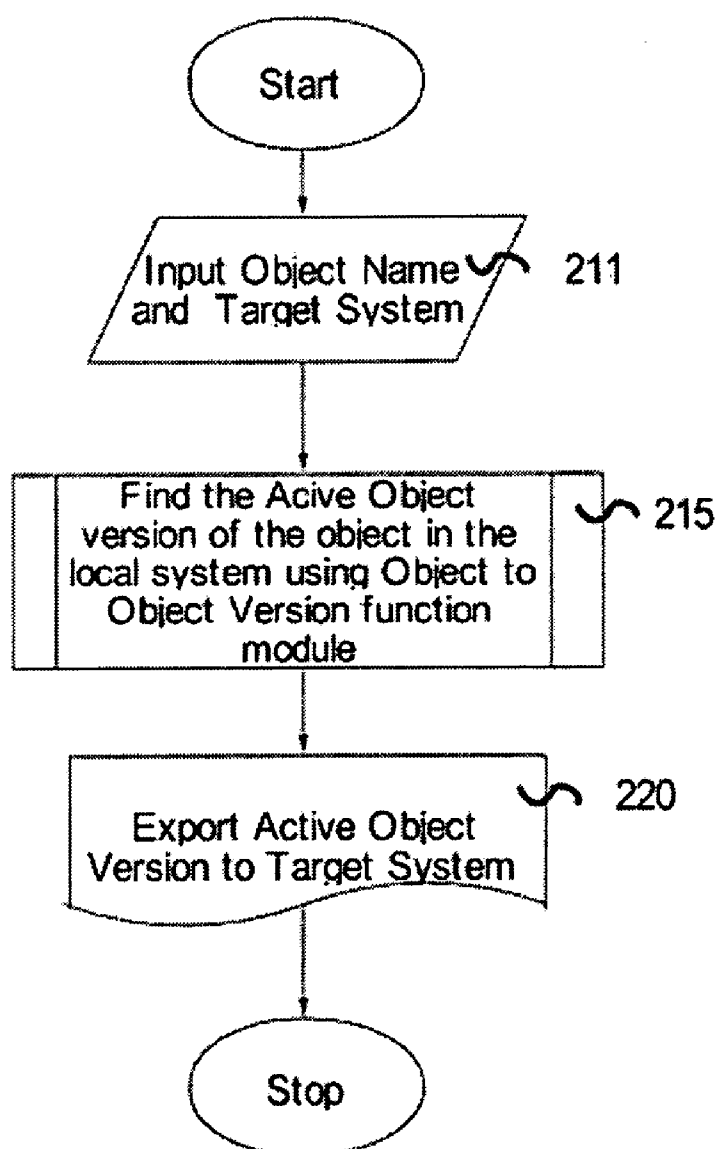 Start
Input Object Name
and Target System
211
Find the Acive Object
version of the object in the
local system using Object to
Object Version function
module
215
220
Export Active Object
Version to Target System
Stop